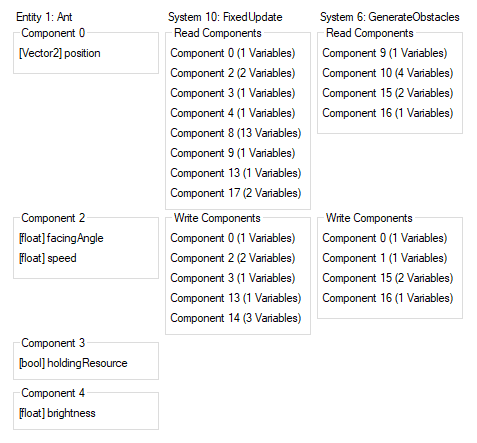 Entity 1: Ant
Component 0
[Vector2] position
Component 2
[float] facingAngle
[float] speed
Component 3
[bool] holdingResource
Component 4
[float] brightness
System 10: FixedUpdate
Read Components
Component 0 (1 Variables)
Component 2 (2 Variables)
Component 3 (1 Variables)
Component 4 (1 Variables)
Component 8 (13 Variables)
Component 9 (1 Variables)
Component 13 (1 Variables)
Component 17 (2 Variables)
Write Components
Component 0 (1 Variables)
Component 2 (2 Variables)
Component 3 (1 Variables)
Component 13 (1 Variables)
Component 14 (3 Variables)
System 6: GenerateObstacles
Read Components
Component 9 (1 Variables)
Component 10 (4 Variables)
Component 15 (2 Variables)
Component 16 (1 Variables)
Write Components
Component 0 (1 Variables)
Component 1 (1 Variables)
Component 15 (2 Variables)
Component 16 (1 Variables)